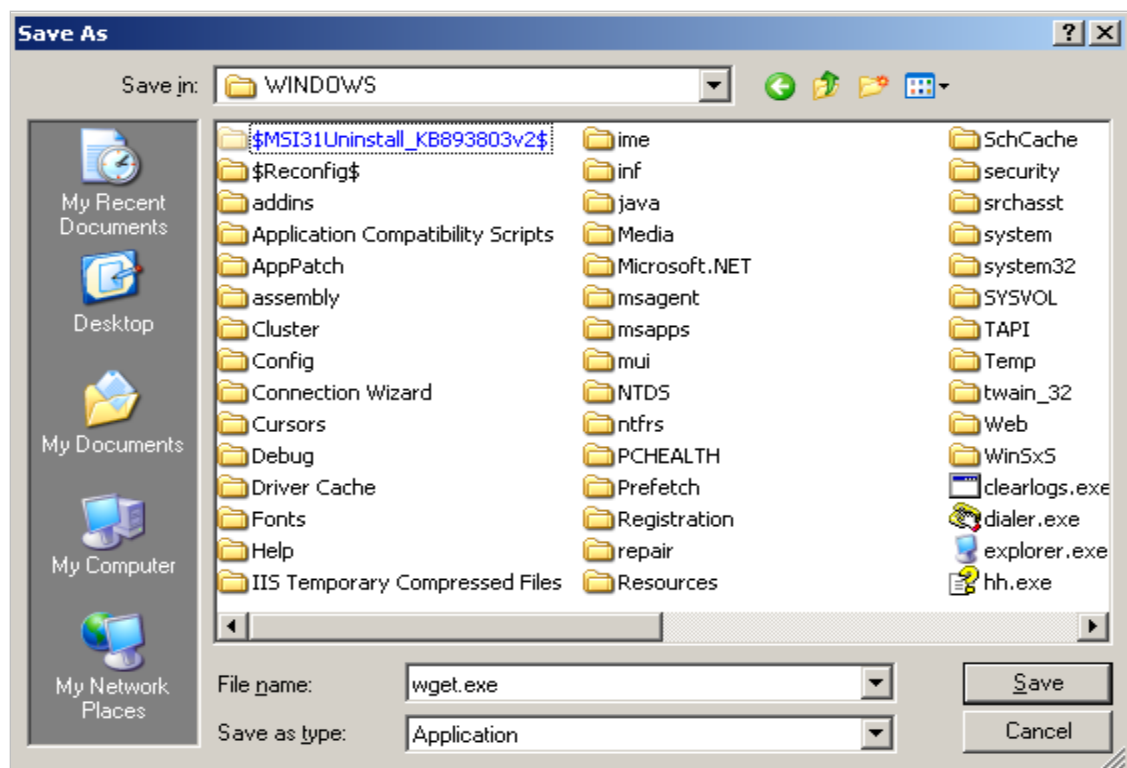 Save As
Save in:
WINDOWS
My Recent
Documents
Desktop
My Documents
My Computer
My Network
Places
$MSI31Uninstall_KB893803v2$
$Reconfig$
addins
Application Compatibility Scripts
AppPatch
assembly
Cluster
Config
Connection Wizard
Cursors
Debug
Driver Cache
Fonts
Help
IIS Temporary Compressed Files
ime
inf
java
Media
Microsoft.NET
msagent
msapps
mui
NTDS
ntfrs
PCHEALTH
Prefetch
Registration
repair
Resources
SchCache
security
srchasst
system
system32
SYSVOL
TAPI
Temp
twain_32
Web
WinSxS
clearlogs.exe
dialer.exe
explorer.exe
hh.exe
File name:
wget.exe
Save
Save as type:
Application
Cancel